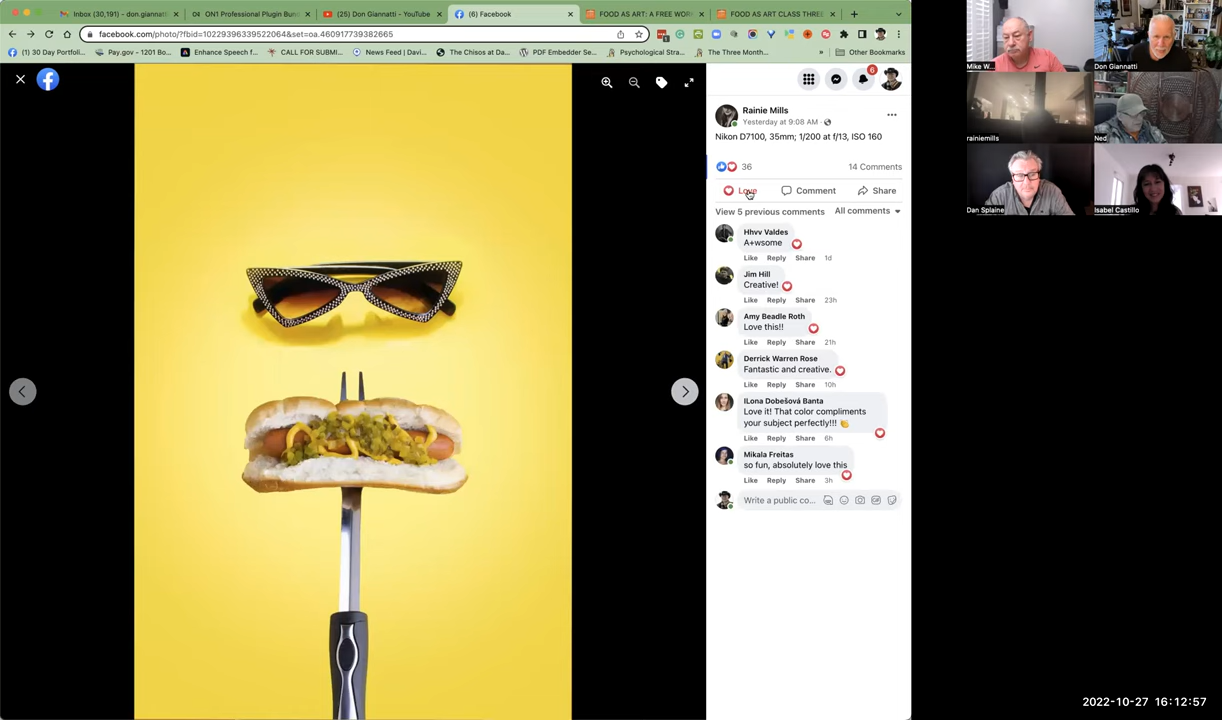 Inbox (30,191) - don.giannatti
ON1 Professional Plugin Bun
(25) Don Giannatti - YouTube
(6) Facebook
FOOD AS ART: A FREE WOR
FOOD AS ART CLASS THREE
facebook.com/photo/?fbid=10229396339522064&set=oa.460917739382665
(1) 30 Day Portfoli...
Pay.gov - 1201 Bo...
Enhance Speech f...
CALL FOR SUBMI...
News Feed | Davi...
The Chisos at Da...
PDF Embedder Se...
Psychological Stra...
The Three Month...
»
Other Bookmarks
6
Rainie Mills
Yesterday at 9:08 AM ·
Nikon D7100, 35mm; 1/200 at f/13, ISO 160
36
14 Comments
Love
Comment
Share
View 5 previous comments
All comments
Hhvv Valdes
A+wsome
Like Reply Share 1d
Jim Hill
Creative!
Like Reply Share 23h
Amy Beadle Roth
Love this!!
Like Reply Share 21h
Derrick Warren Rose
Fantastic and creative.
Like Reply Share 10h
ILona Dobešová Banta
Love it! That color compliments
your subject perfectly!!! 👏
Like Reply Share 6h
Mikala Freitas
so fun, absolutely love this
Like Reply Share 3h
Write a public co...
Mike W...
Don Giannatti
rainiemills
Ned
Dan Splaine
Isabel Castillo
2022-10-27 16:12:57